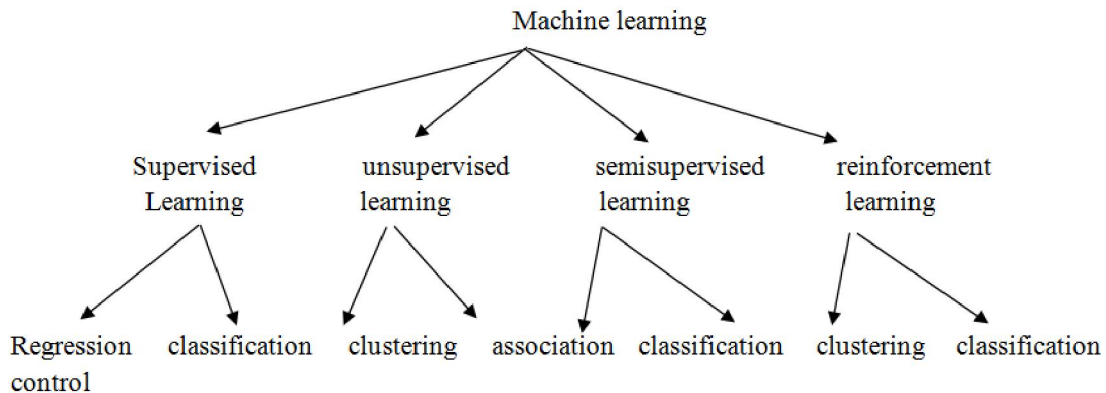 Machine learning
Supervised unsupervised semisupervised reinforcement
Learning learning learning learning
Regression classification clustering association classification clustering classification
control